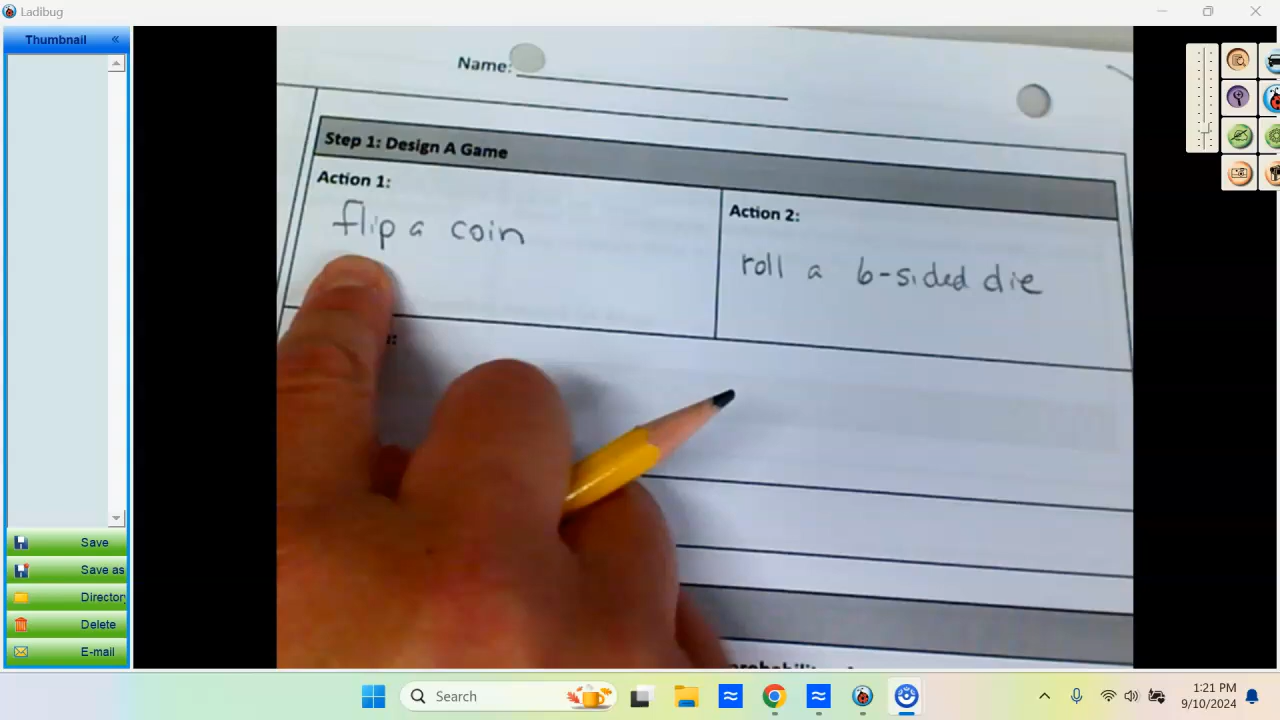 Ladibug
Thumbnail
Name:
Step 1: Design A Game
Action 1:
flip a coin
Action 2:
roll a 6-sided die
Save
Save as
Director
Delete
E-mail
Search
1:21 PM
9/10/2024